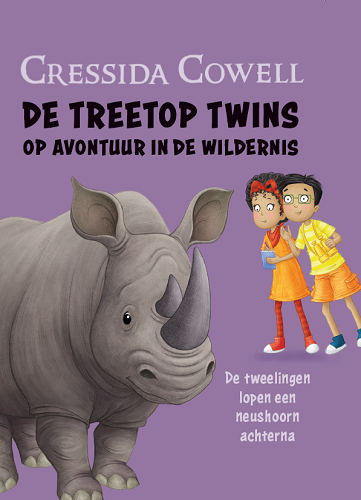 CRESSIDA COWELL
DE TREETOP TWINS
OP AVONTUUR IN DE WILDERNIS
De tweelingen
lopen een
neushoorn
achterna